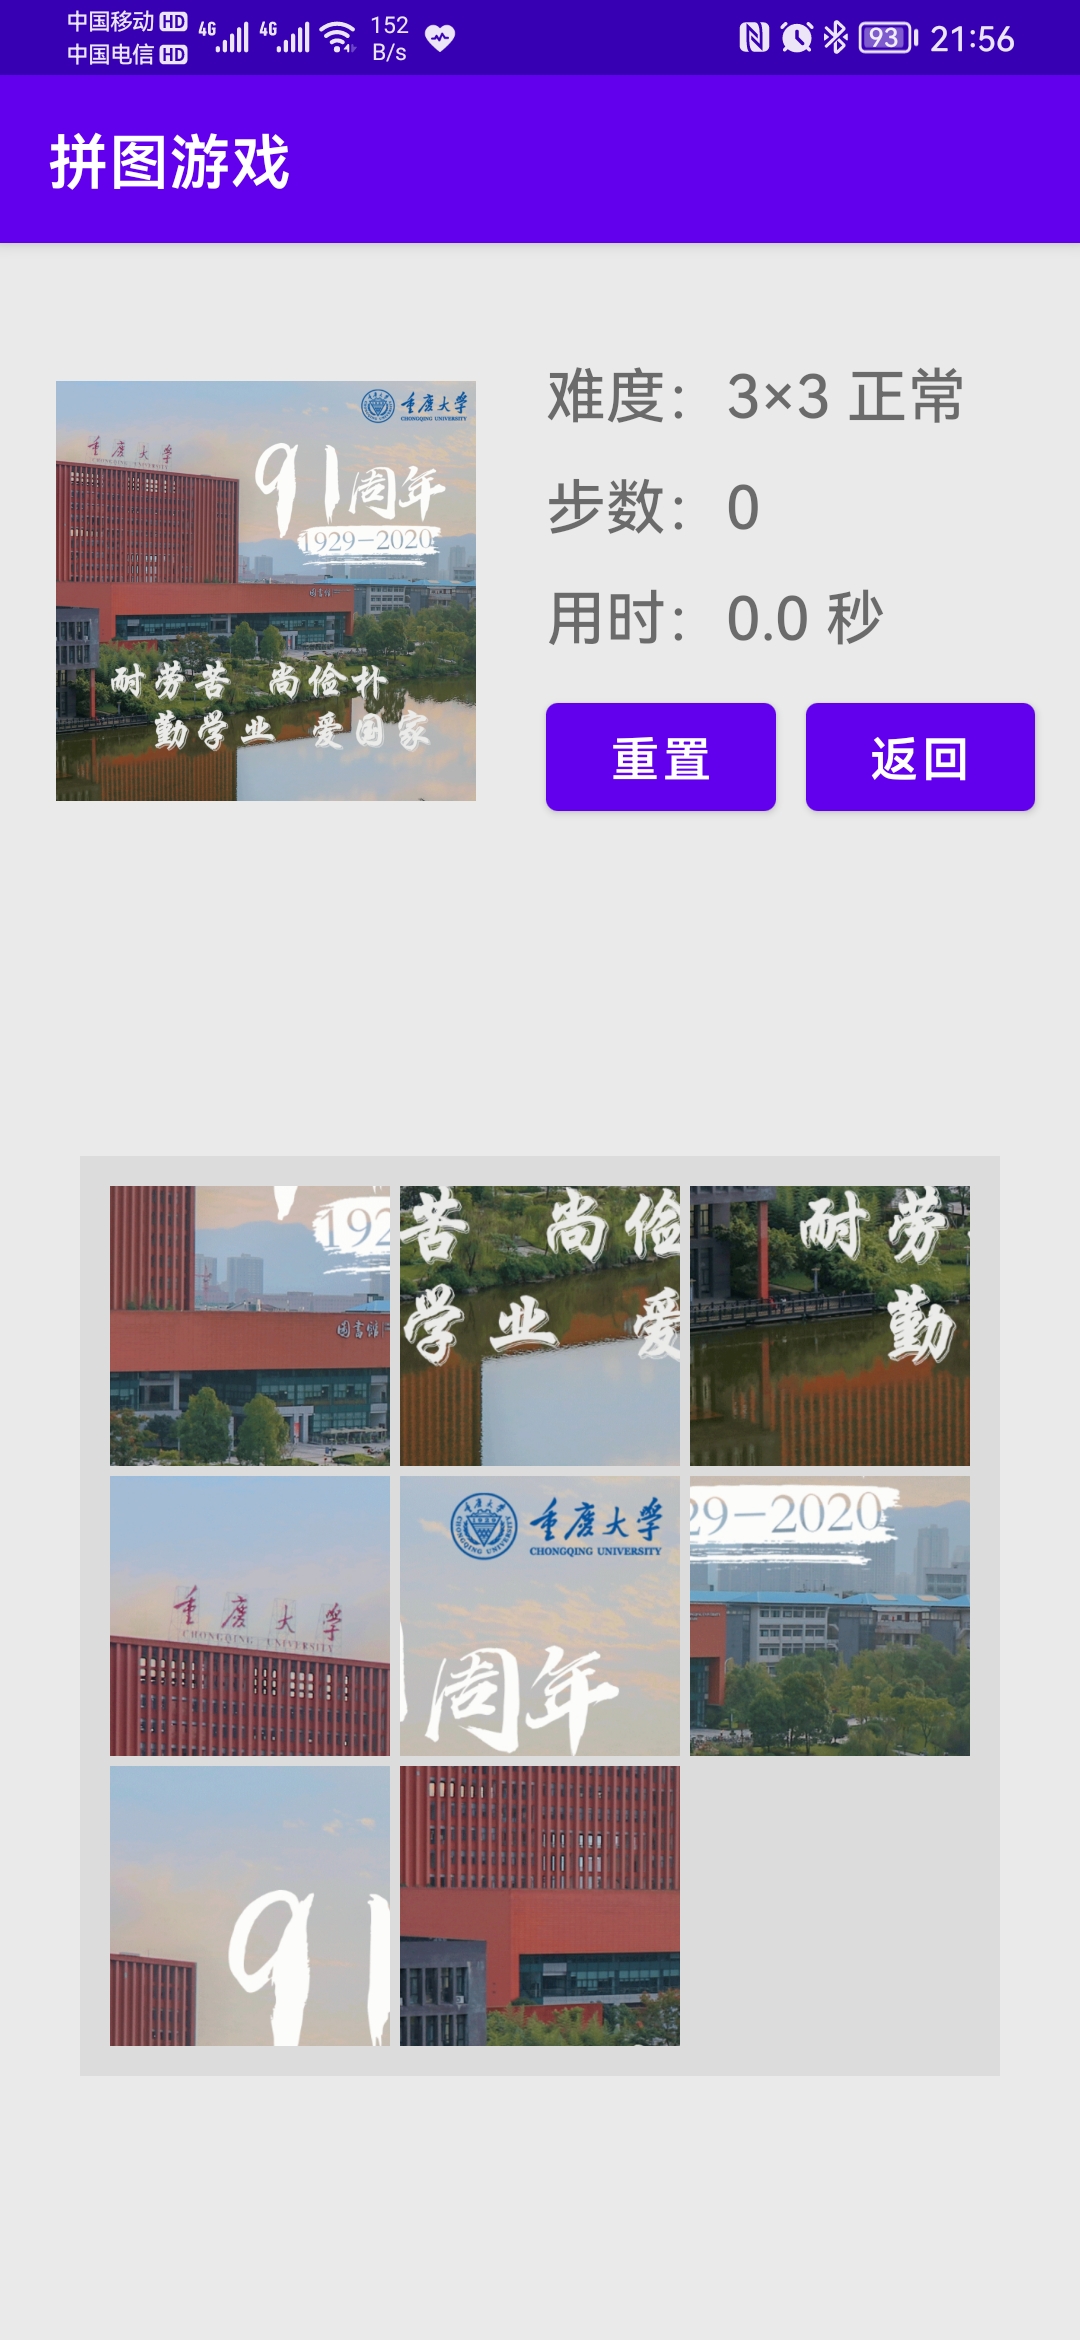 中国移动 HD
中国电信 HD
4G
4G
152
B/s
93
21:56
拼图游戏
重庆大学
CHONGQING UNIVERSITY
重庆大学
CHONGQING UNIVERSITY
91周年
1929-2020
图书馆
耐劳苦 尚俭朴
勤学业 爱国家
难度： 3×3 正常
步数： 0
用时： 0.0 秒
重置
返回
192
图书馆
苦 尚俭
学业 爱
耐劳
勤
重庆大学
CHONGQING UNIVERSITY
重庆大学
CHONGQING UNIVERSITY
周年
29-2020
91